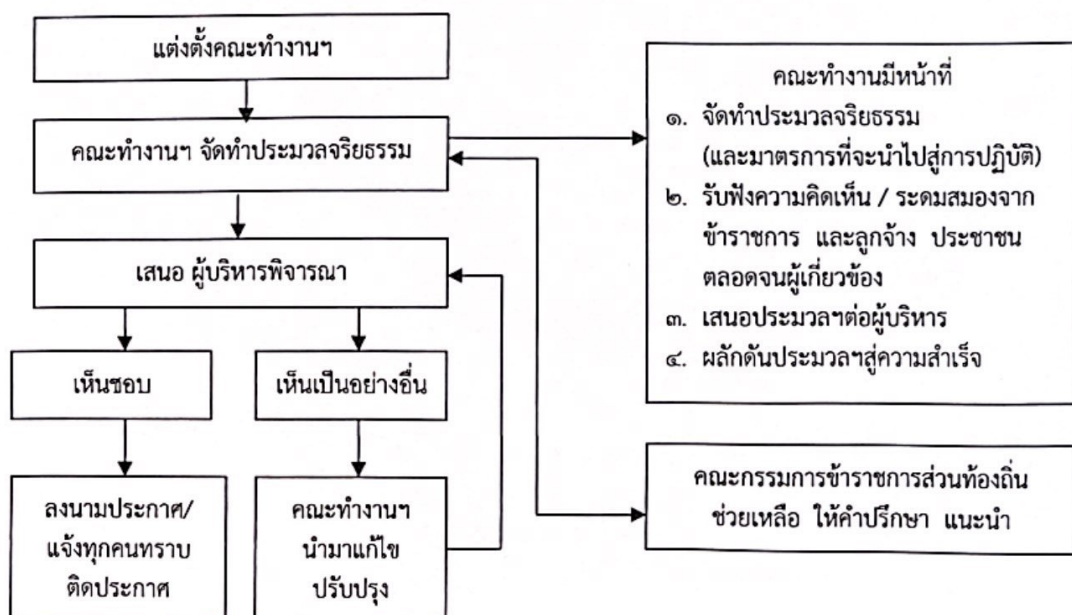 แต่งตั้งคณะทำงานฯ
คณะทำงานฯ จัดทำประมวลจริยธรรม
เสนอ ผู้บริหารพิจารณา
เห็นชอบ
เห็นเป็นอย่างอื่น
ลงนามประกาศ/
แจ้งทุกคนทราบ
ติดประกาศ
คณะทำงานฯ
นำมาแก้ไข
ปรับปรุง
คณะทำงานมีหน้าที่
๑. จัดทำประมวลจริยธรรม
(และมาตรการที่จะนำไปสู่การปฏิบัติ)
๒. รับฟังความคิดเห็น / ระดมสมองจาก
ข้าราชการ และลูกจ้าง ประชาชน
ตลอดจนผู้เกี่ยวข้อง
๓. เสนอประมวลฯต่อผู้บริหาร
๔. ผลักดันประมวลฯสู่ความสำเร็จ
คณะกรรมการข้าราชการส่วนท้องถิ่น
ช่วยเหลือ ให้คำปรึกษา แนะนำ